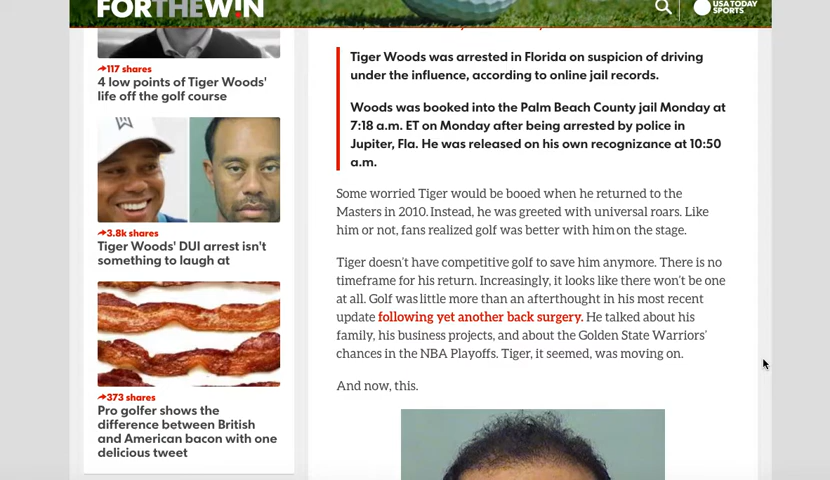 FORTHEW!N
USA TODAY
SPORTS
117 shares
4 low points of Tiger Woods'
life off the golf course
W
3.8k shares
Tiger Woods' DUI arrest isn't
something to laugh at
373 shares
Pro golfer shows the
difference between British
and American bacon with one
delicious tweet
Tiger Woods was arrested in Florida on suspicion of driving
under the influence, according to online jail records.
Woods was booked into the Palm Beach County jail Monday at
7:18 a.m. ET on Monday after being arrested by police in
Jupiter, Fla. He was released on his own recognizance at 10:50
a.m.
Some worried Tiger would be booed when he returned to the
Masters in 2010. Instead, he was greeted with universal roars. Like
him or not, fans realized golf was better with him on the stage.
Tiger doesn't have competitive golf to save him anymore. There is no
timeframe for his return. Increasingly, it looks like there won't be one
at all. Golf was little more than an afterthought in his most recent
update following yet another back surgery. He talked about his
family, his business projects, and about the Golden State Warriors'
chances in the NBA Playoffs. Tiger, it seemed, was moving on.
And now, this.